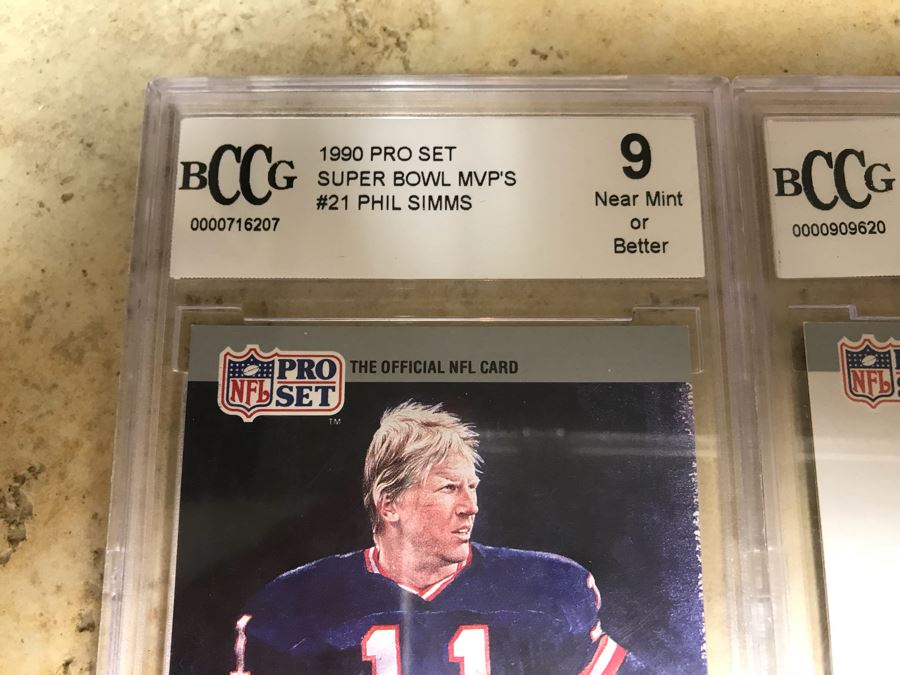 BCCG
0000716207
1990 PRO SET
SUPER BOWL MVP'S
#21 PHIL SIMMS
9
Near Mint
or
Better
BCCG
0000909620
NFL
PRO
SET
TM
THE OFFICIAL NFL CARD
NFL
11
1